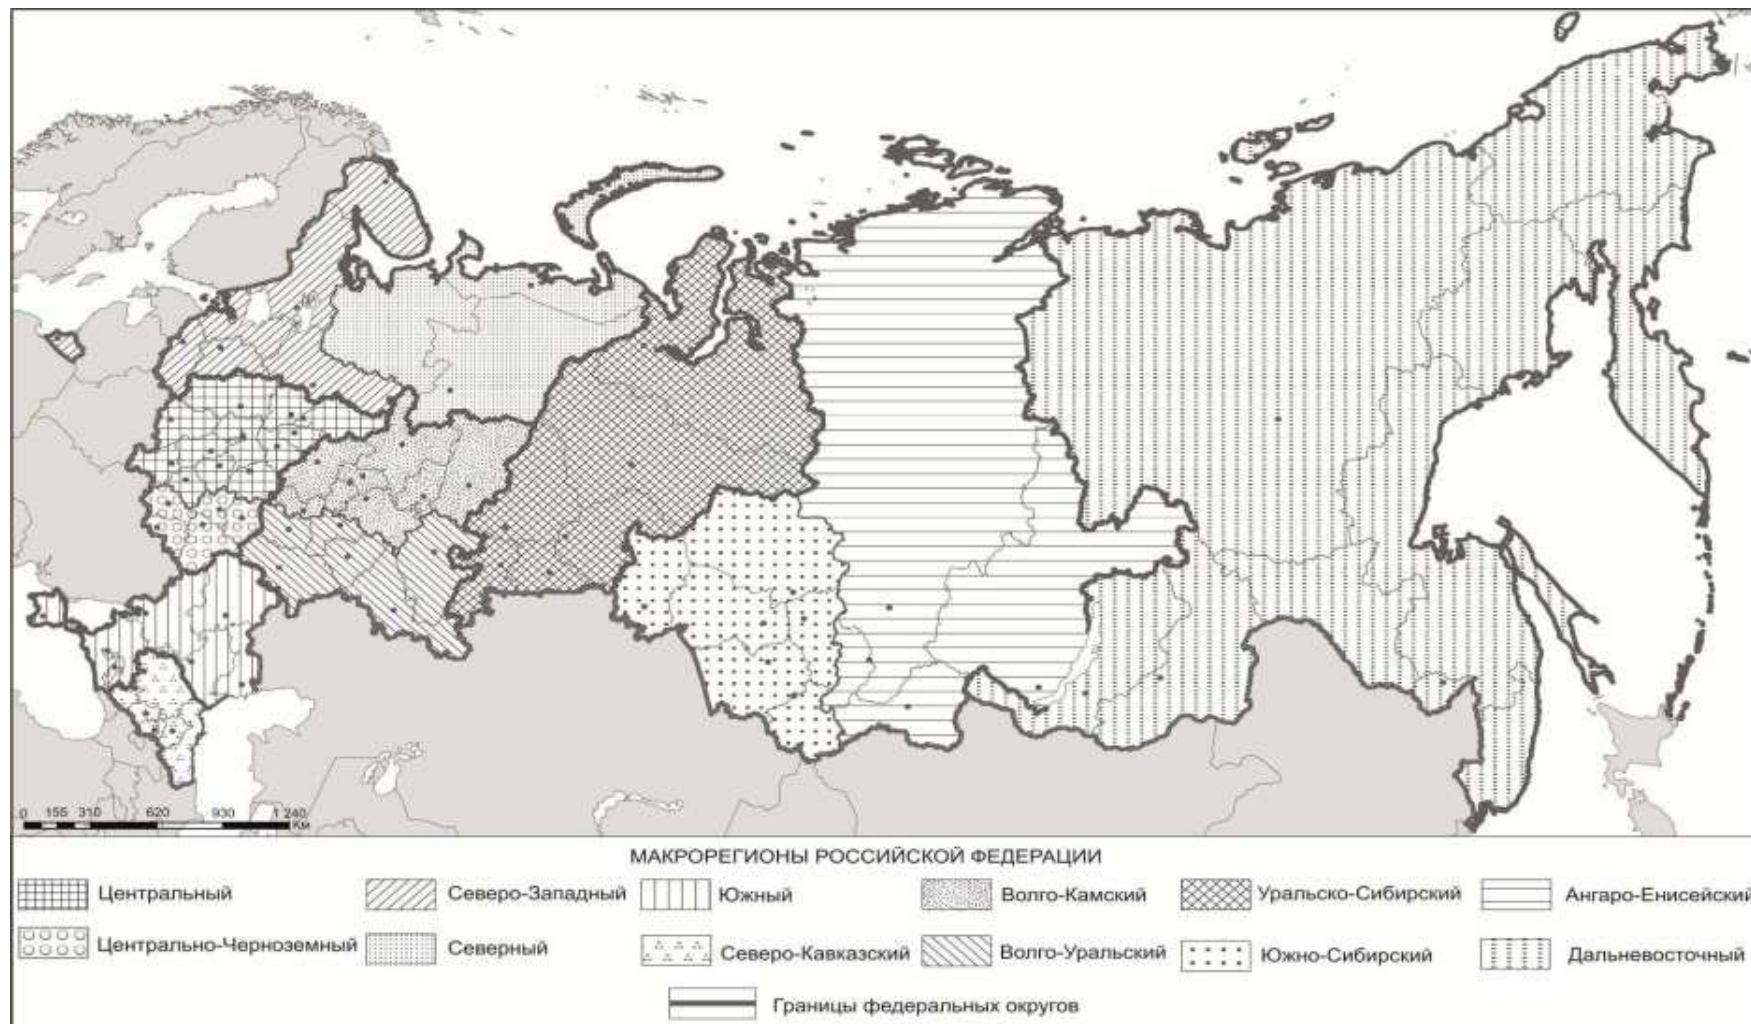 0 155 310 620 930 1 240
Км
МАКРОРЕГИОНЫ РОССИЙСКОЙ ФЕДЕРАЦИИ
Центральный Северо-Западный Южный Волго-Камский Уральско-Сибирский Ангаро-Енисейский
Центрально-Черноземный Северный Северо-Кавказский Волго-Уральский Южно-Сибирский Дальневосточный
Границы федеральных округов